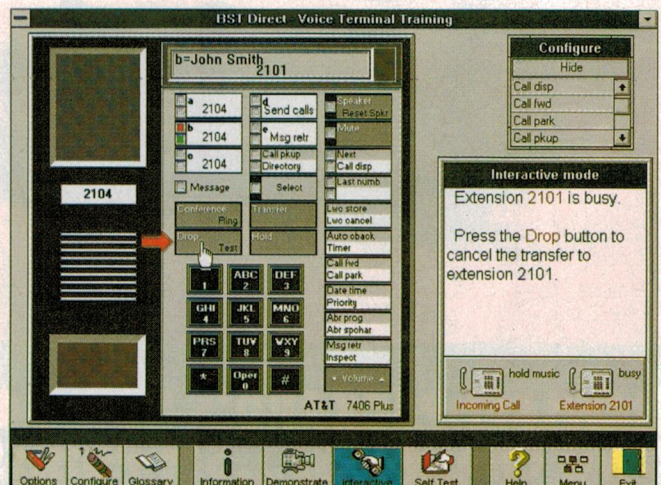 BST Direct - Voice Terminal Training
b=John Smith
2101
a 2104
d Send calls
Speaker
Reset Spkr
b 2104
e Msg retr
Mute
c 2104
Call pkup
Directory
Next
Call disp
Message
Select
Last numb
Conference
Ring
Transfer
Lwc store
Lwc cancel
Drop
Test
Hold
Auto cback
Timer
Call fwd
Call park
Date time
Priority
Abr prog
Abr spchar
Msg retr
Inspect
Volume
1
ABC 2
DEF 3
GHI 4
JKL 5
MNO 6
PRS 7
TUV 8
WXY 9
*
Oper 0
#
AT&T 7406 Plus
2104
Configure
Hide
Call disp
Call fwd
Call park
Call pkup
Interactive mode
Extension 2101 is busy.
Press the Drop button to
cancel the transfer to
extension 2101.
hold music
busy
Incoming Call
Extension 2101
Options
Configure
Glossary
Information
Demonstrate
Interactive
Self Test
Help
Menu
Exit